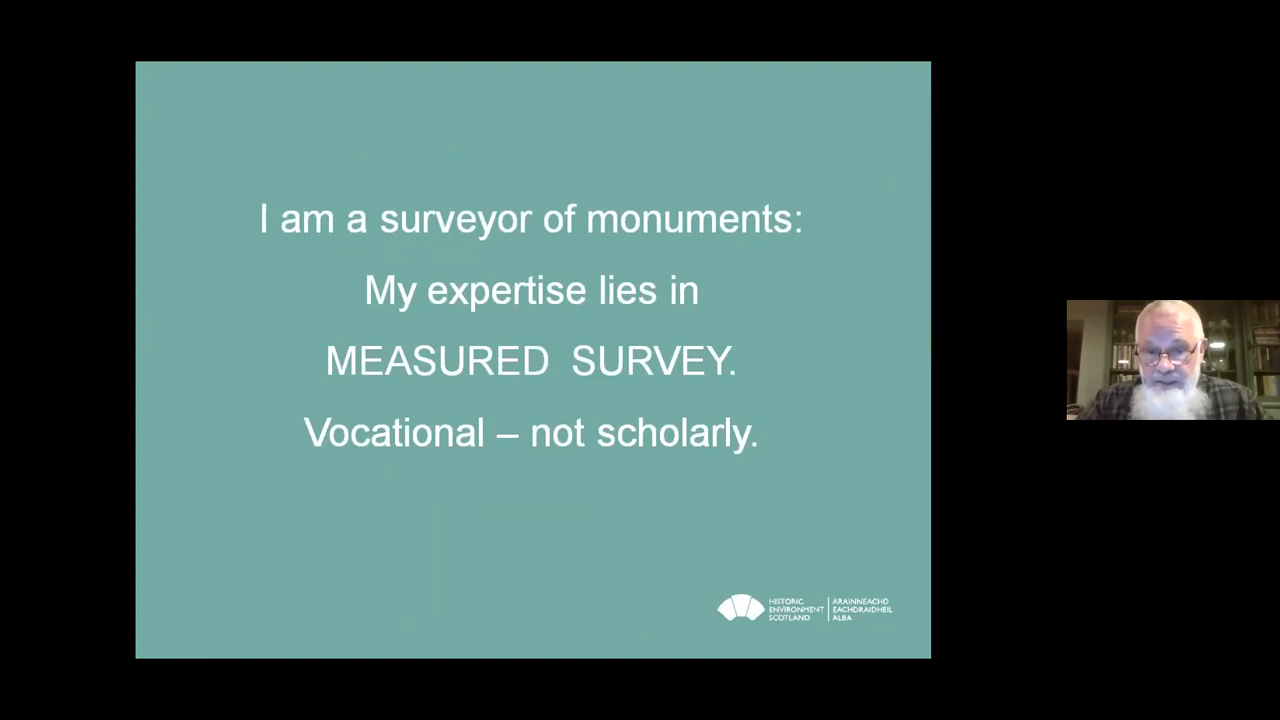 I am a surveyor of monuments:
My expertise lies in
MEASURED SURVEY.
Vocational – not scholarly.
HISTORIC
ENVIRONMENT
SCOTLAND
ÀRAINNEACHD
EACHDRAIDHEIL
ALBA